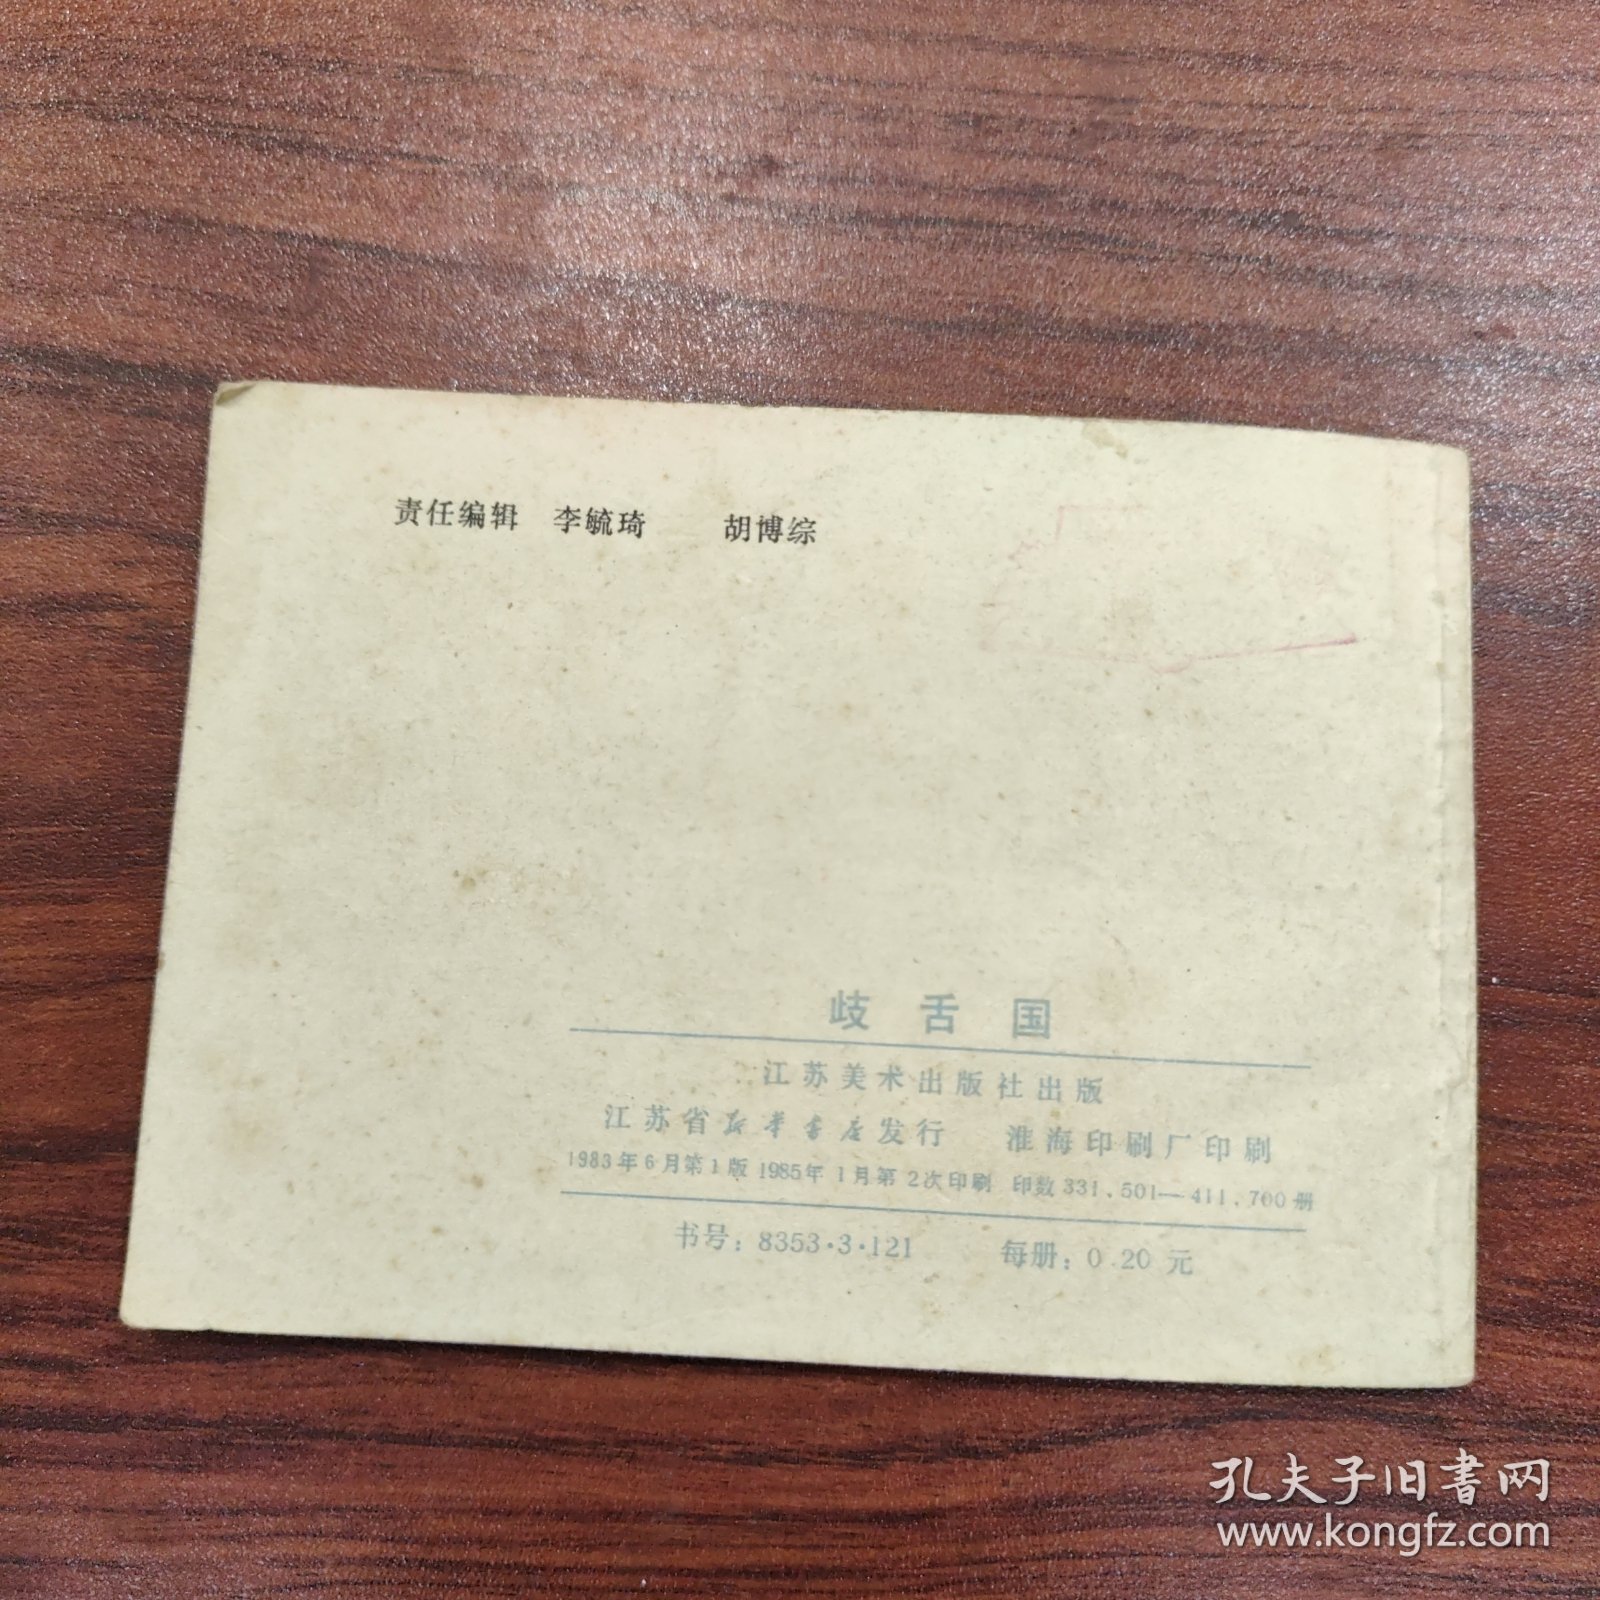 责任编辑 李毓琦 胡博综
歧舌国
江苏美术出版社出版
江苏省新华书店发行 淮海印刷厂印刷
1983年6月第1版 1985年1月第2次印刷 印数331,501—411,700册
书号：8353·3·121 每册：0.20元
孔夫子旧书网
www.kongfz.com